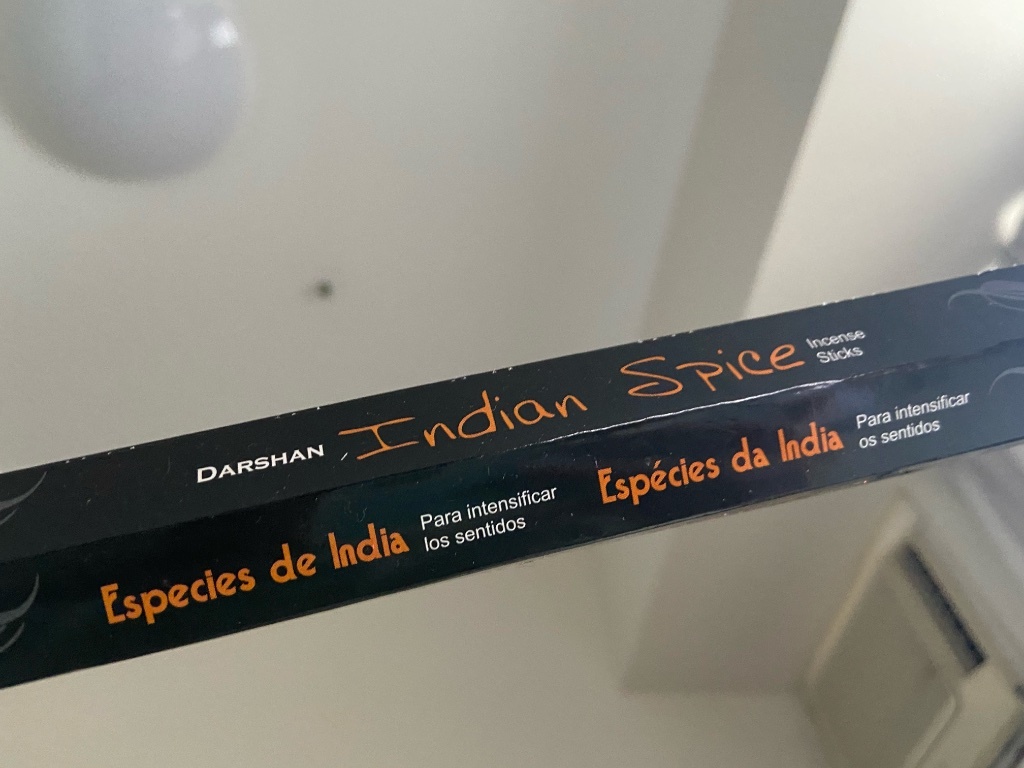 DARSHAN Indian Spice Incense
Sticks
Especies de India Para intensificar
los sentidos
Espécies da India Para intensificar
os sentidos